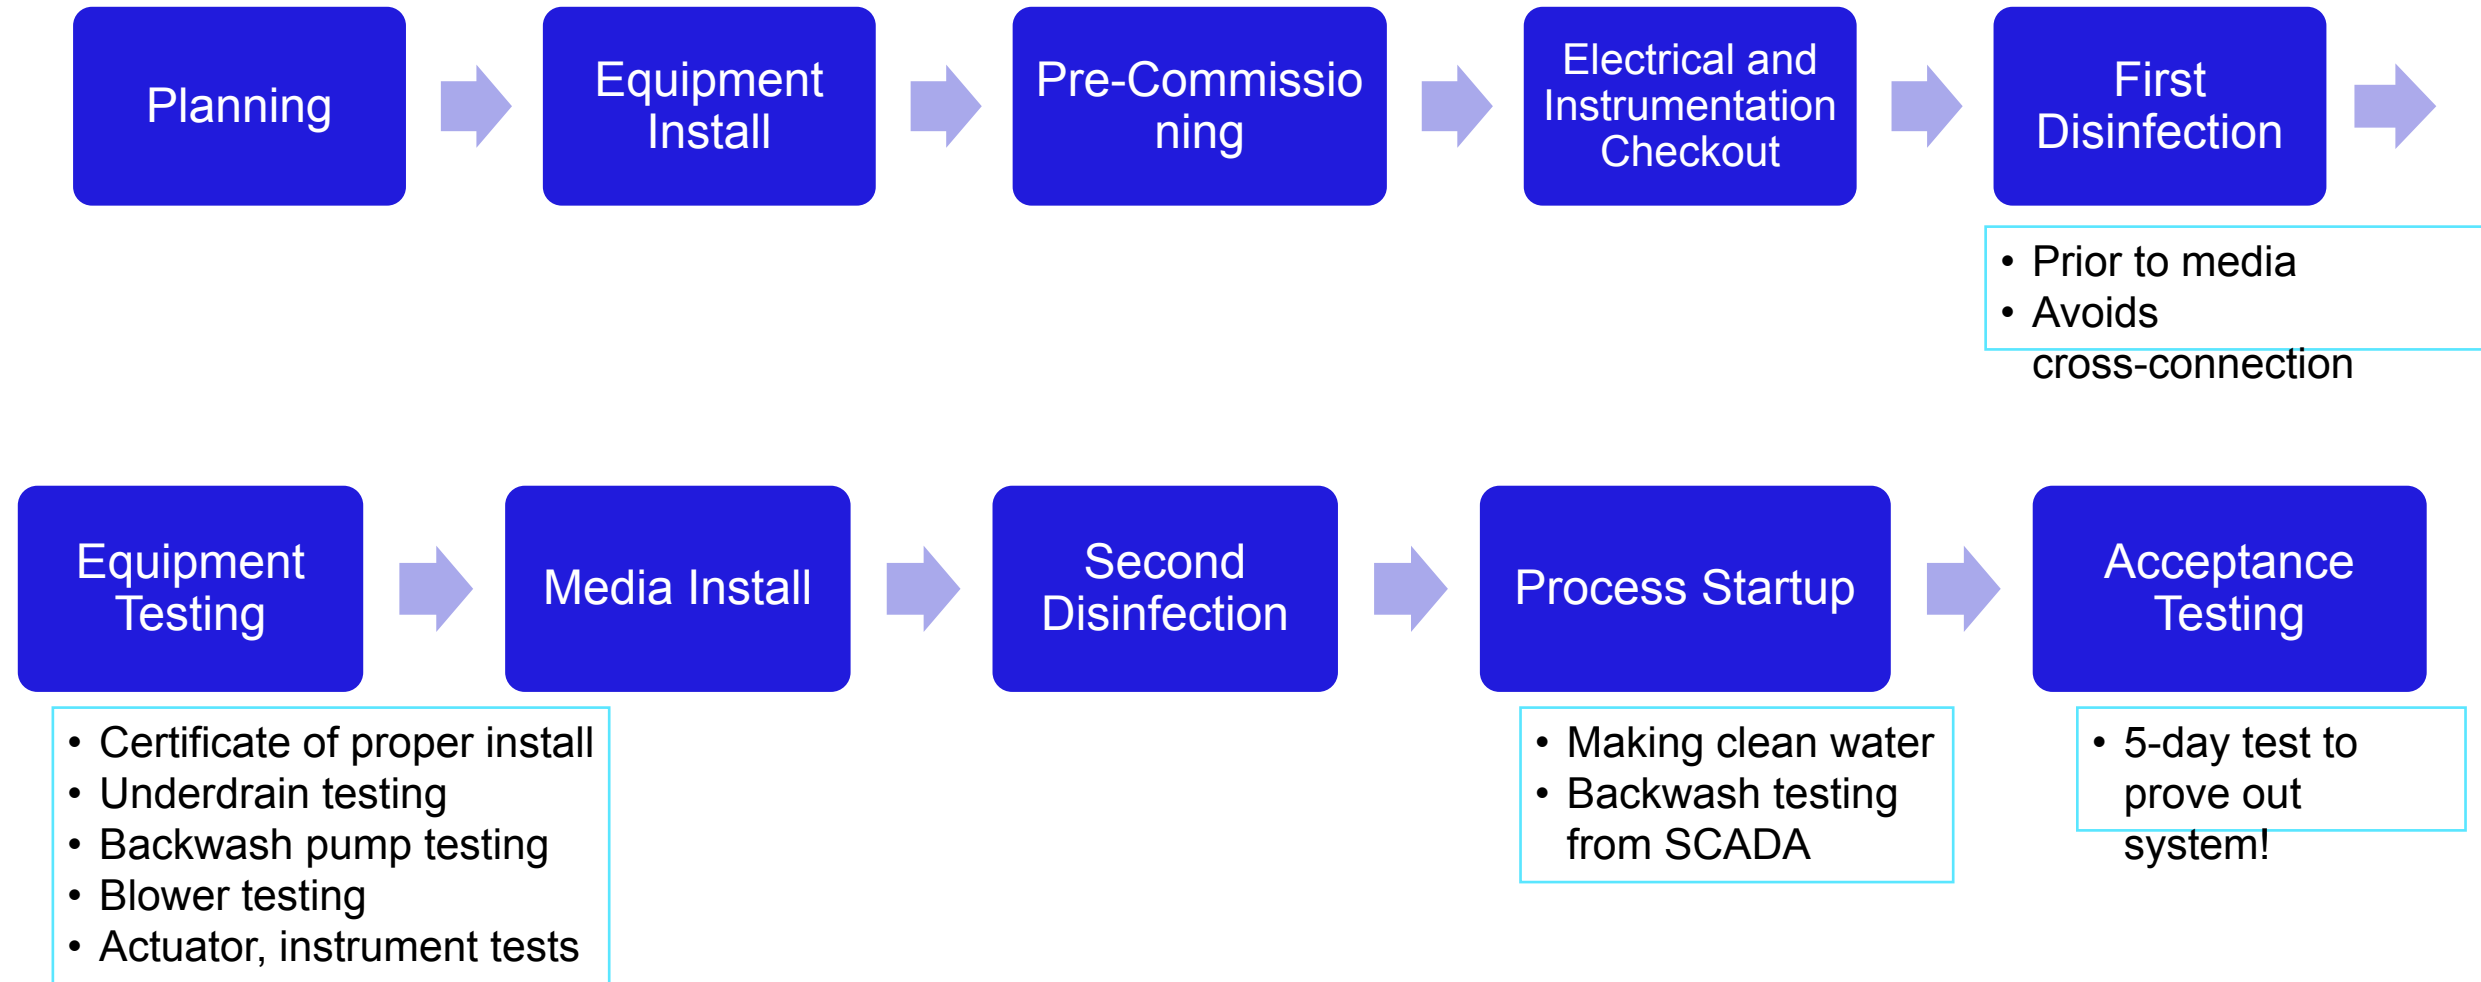 Planning
Equipment
Install
Pre-Commissio
ning
Electrical and
Instrumentation
Checkout
First
Disinfection
• Prior to media
• Avoids
cross-connection
Equipment
Testing
Media Install
Second
Disinfection
Process Startup
Acceptance
Testing
• Certificate of proper install
• Underdrain testing
• Backwash pump testing
• Blower testing
• Actuator, instrument tests
• Making clean water
• Backwash testing
from SCADA
• 5-day test to
prove out
system!